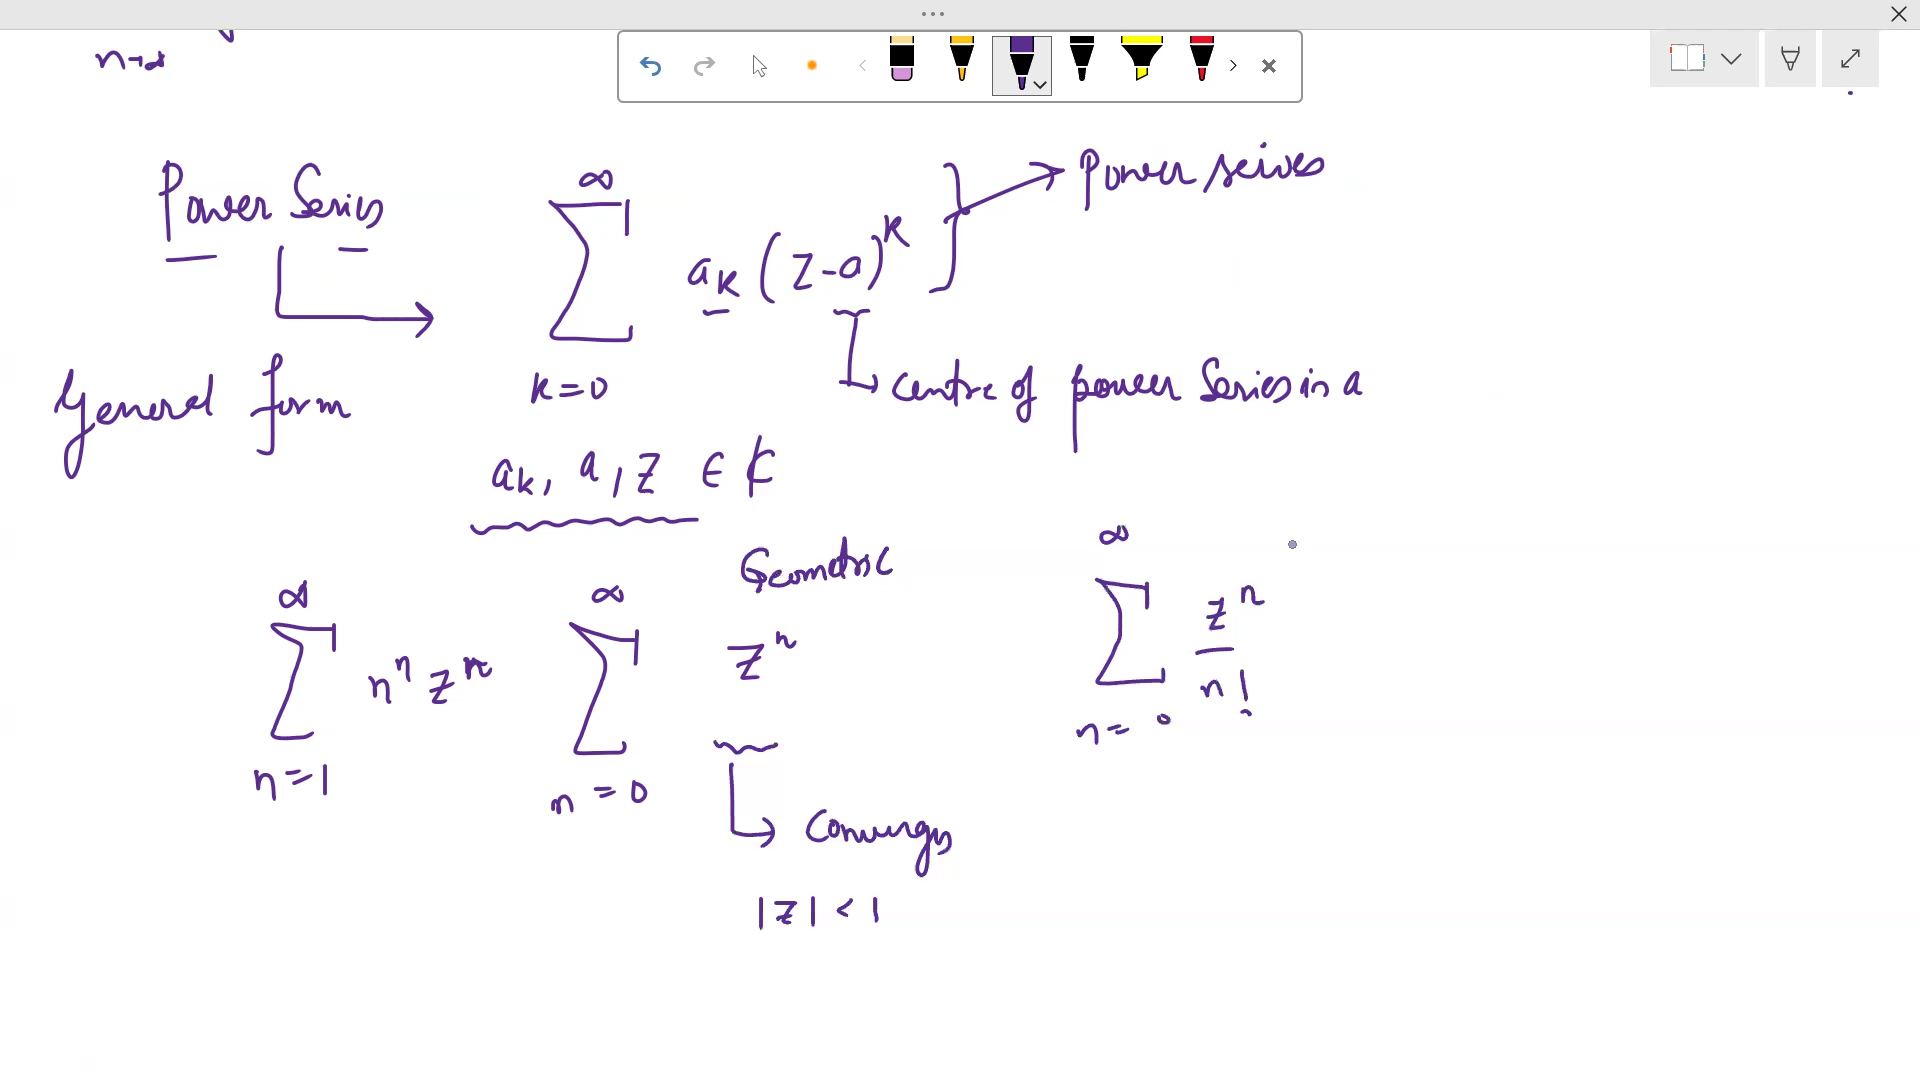 n→∞
Power Series
∞
∑ a_k (z-a)^k
k=0
Power series
General form
Centre of power Series is a
a_k, a, z ∈ ₵
Geometric
∞
∑ n^n z^n
n=1
∞
∑ z^n
n=0
∞
∑ z^n / n!
n=0
Converges
|z| < 1